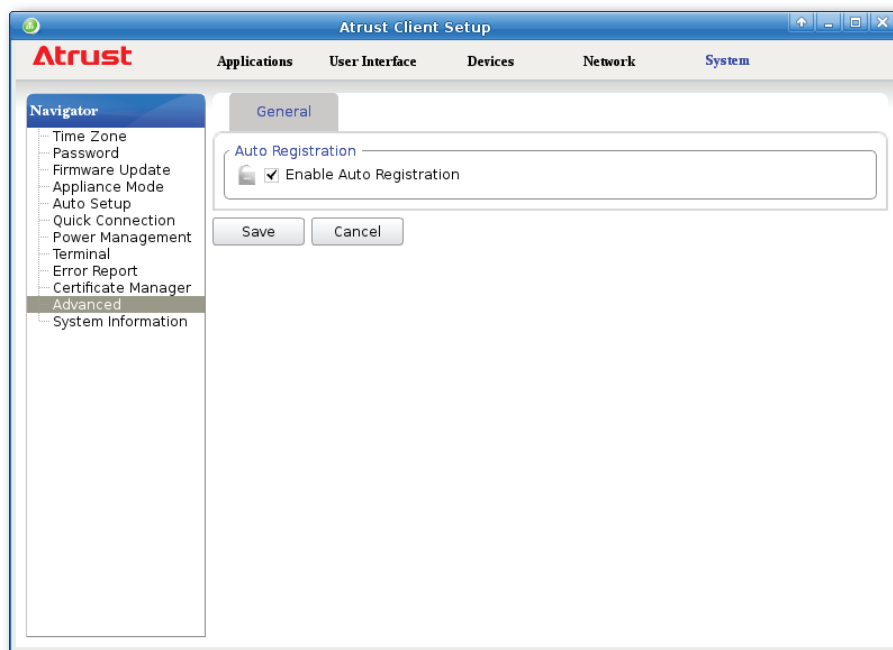 Atrust Client Setup
Atrust
Applications User Interface Devices Network System
Navigator
Time Zone
Password
Firmware Update
Appliance Mode
Auto Setup
Quick Connection
Power Management
Terminal
Error Report
Certificate Manager
Advanced
System Information
General
Auto Registration
Enable Auto Registration
Save Cancel